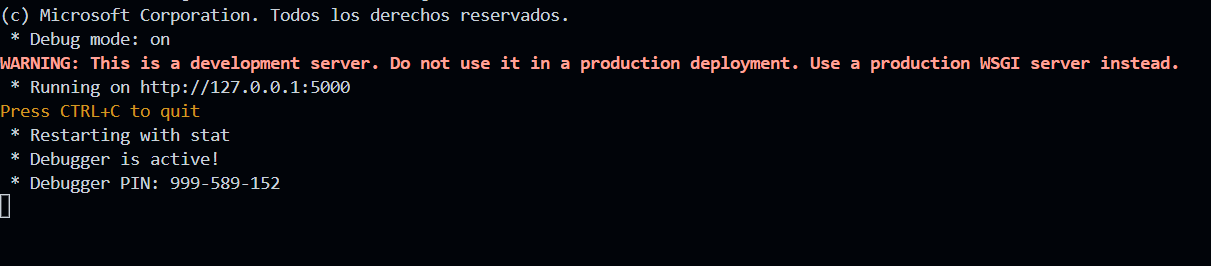 (c) Microsoft Corporation. Todos los derechos reservados.
* Debug mode: on
WARNING: This is a development server. Do not use it in a production deployment. Use a production WSGI server instead.
* Running on http://127.0.0.1:5000
Press CTRL+C to quit
* Restarting with stat
* Debugger is active!
* Debugger PIN: 999-589-152